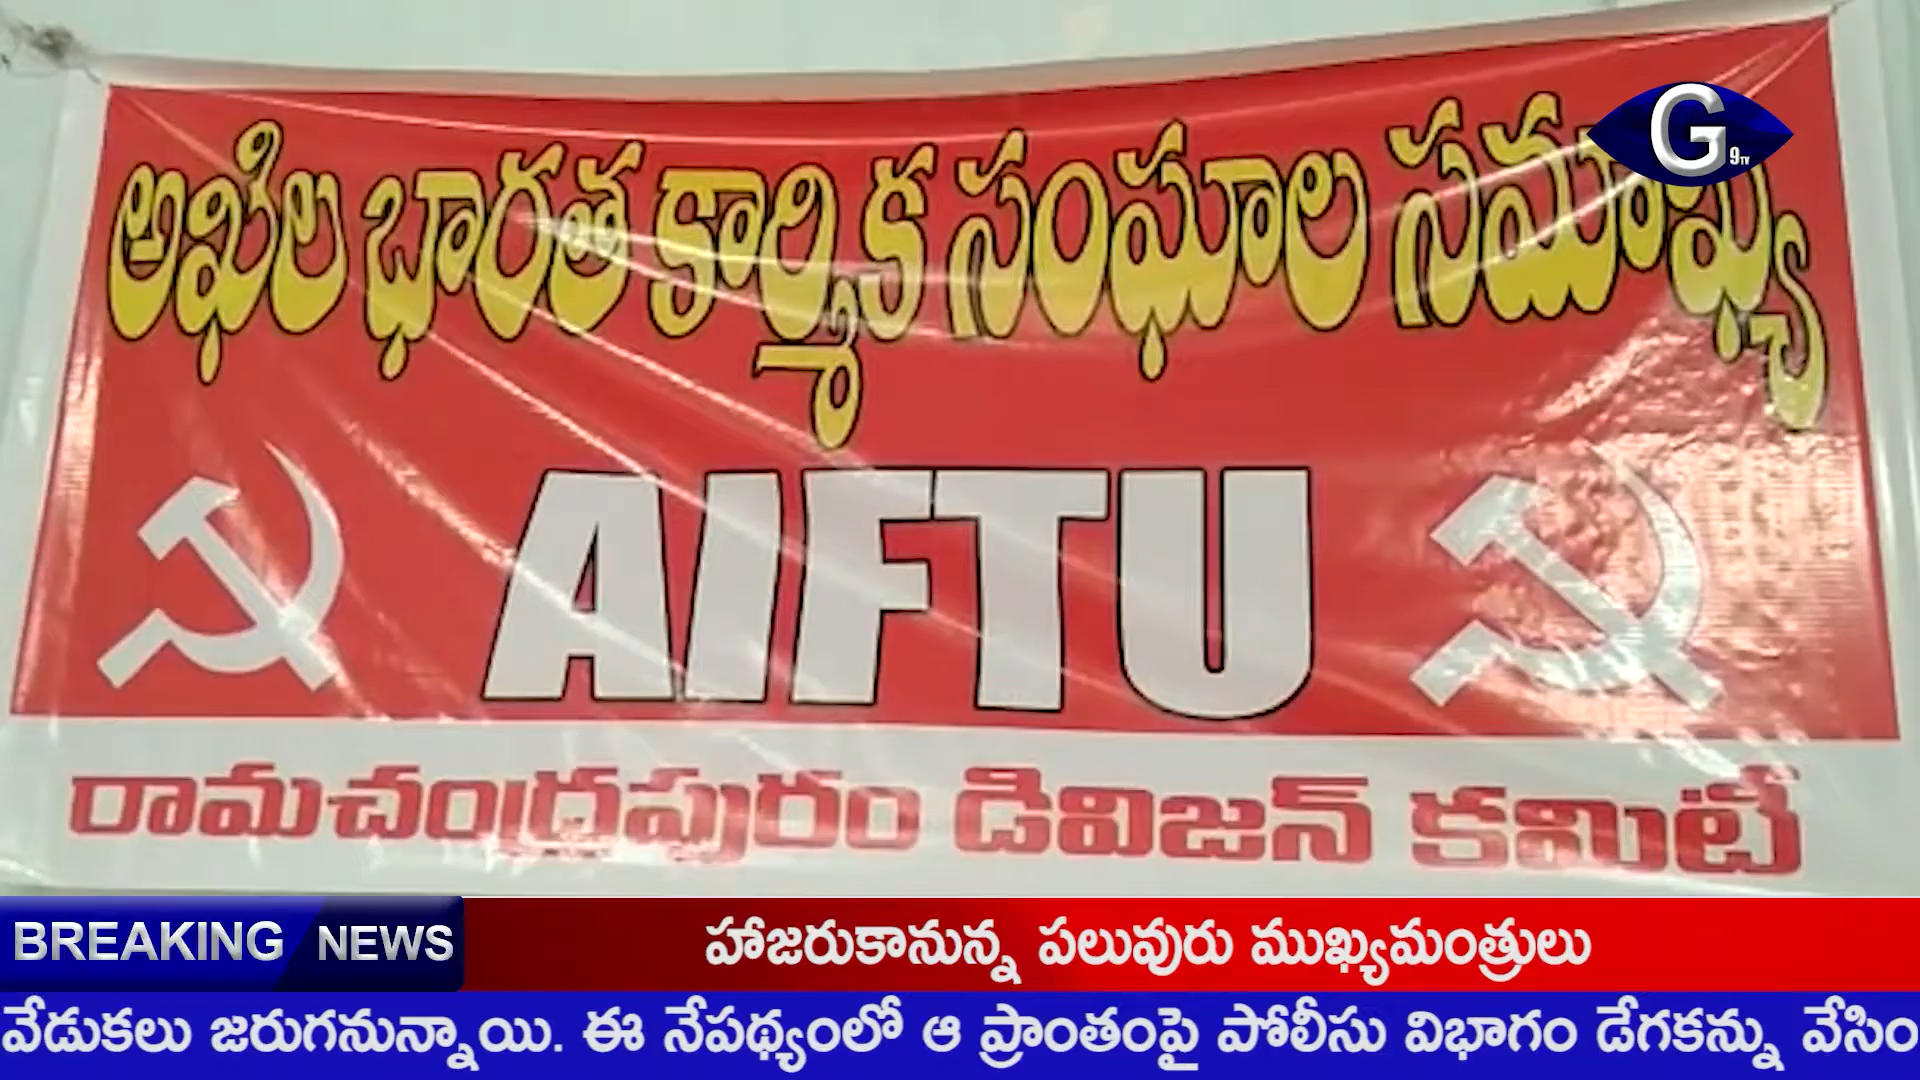 అఖిల భారత కార్మిక సంఘాల సమాఖ్య
G 9TV
AIFTU
రామచంద్రపురం డివిజన్ కమిటీ
BREAKING NEWS
హాజరుకానున్న పలువురు ముఖ్యమంత్రులు
వేడుకలు జరుగనున్నాయి. ఈ నేపథ్యంలో ఆ ప్రాంతంపై పోలీసు విభాగం డేగకన్ను వేసిం